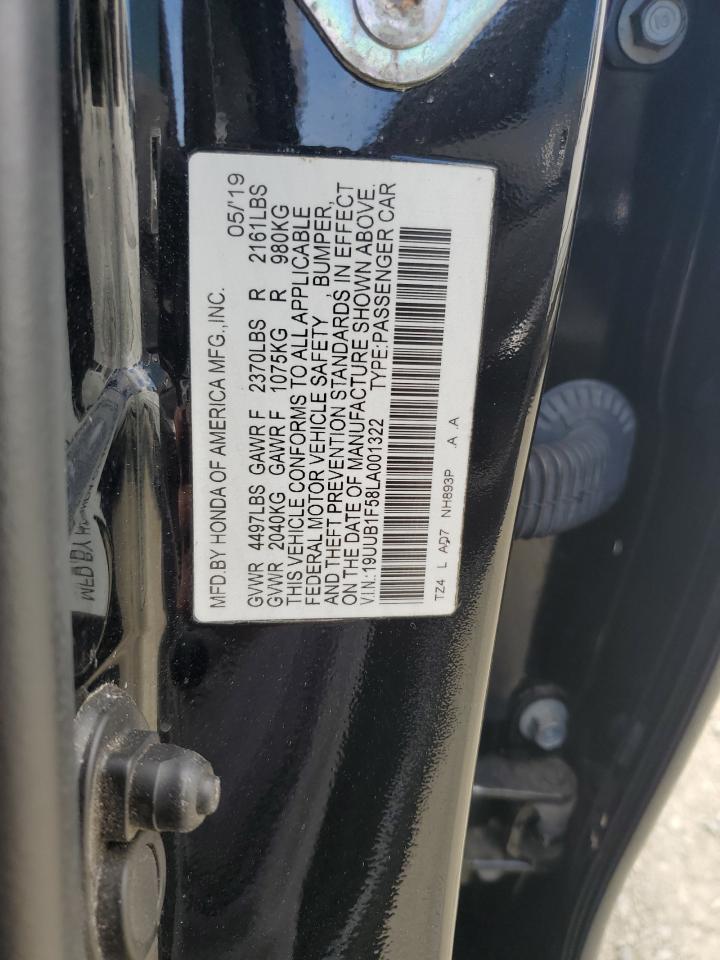 MFD.BY HONDA OF AMERICA MFG.,INC. 05/'19
GVWR 4497LBS GAWR F 2370LBS R 2161LBS
GVWR 2040KG GAWR F 1075KG R 980KG
THIS VEHICLE CONFORMS TO ALL APPLICABLE
FEDERAL MOTOR VEHICLE SAFETY , BUMPER,
AND THEFT PREVENTION STANDARDS IN EFFECT
ON THE DATE OF MANUFACTURE SHOWN ABOVE.
V.I.N.:19UUB1F58LA001322 TYPE:PASSENGER CAR
TZ4 L AD7 NH893P .A .A